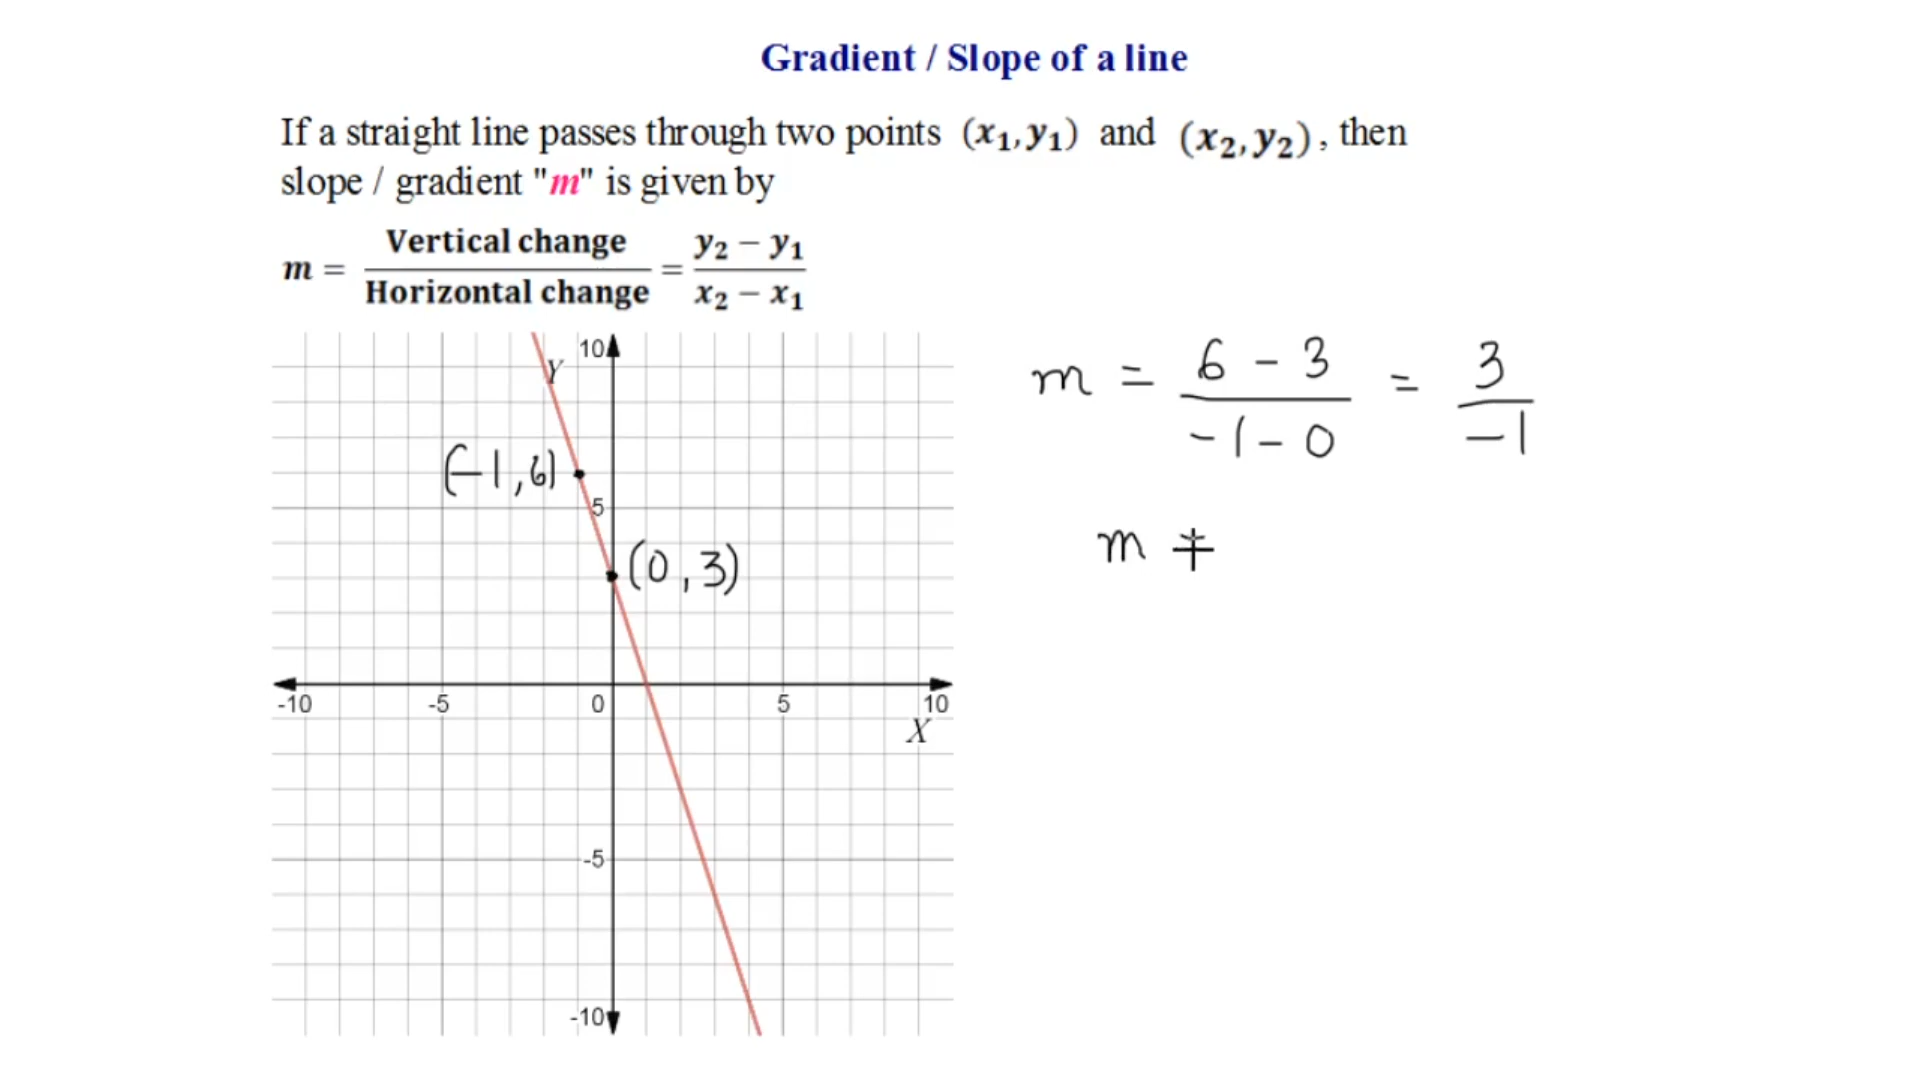 Gradient / Slope of a line
If a straight line passes through two points (x₁,y₁) and (x₂,y₂), then
slope / gradient "m" is given by
m = Vertical change / Horizontal change = y₂ − y₁ / x₂ − x₁
m = 6 - 3 / -1 - 0 = 3 / -1
10
Y
(-1,6)
5
(0,3)
m =
-10 -5 0 5 10
X
-5
-10